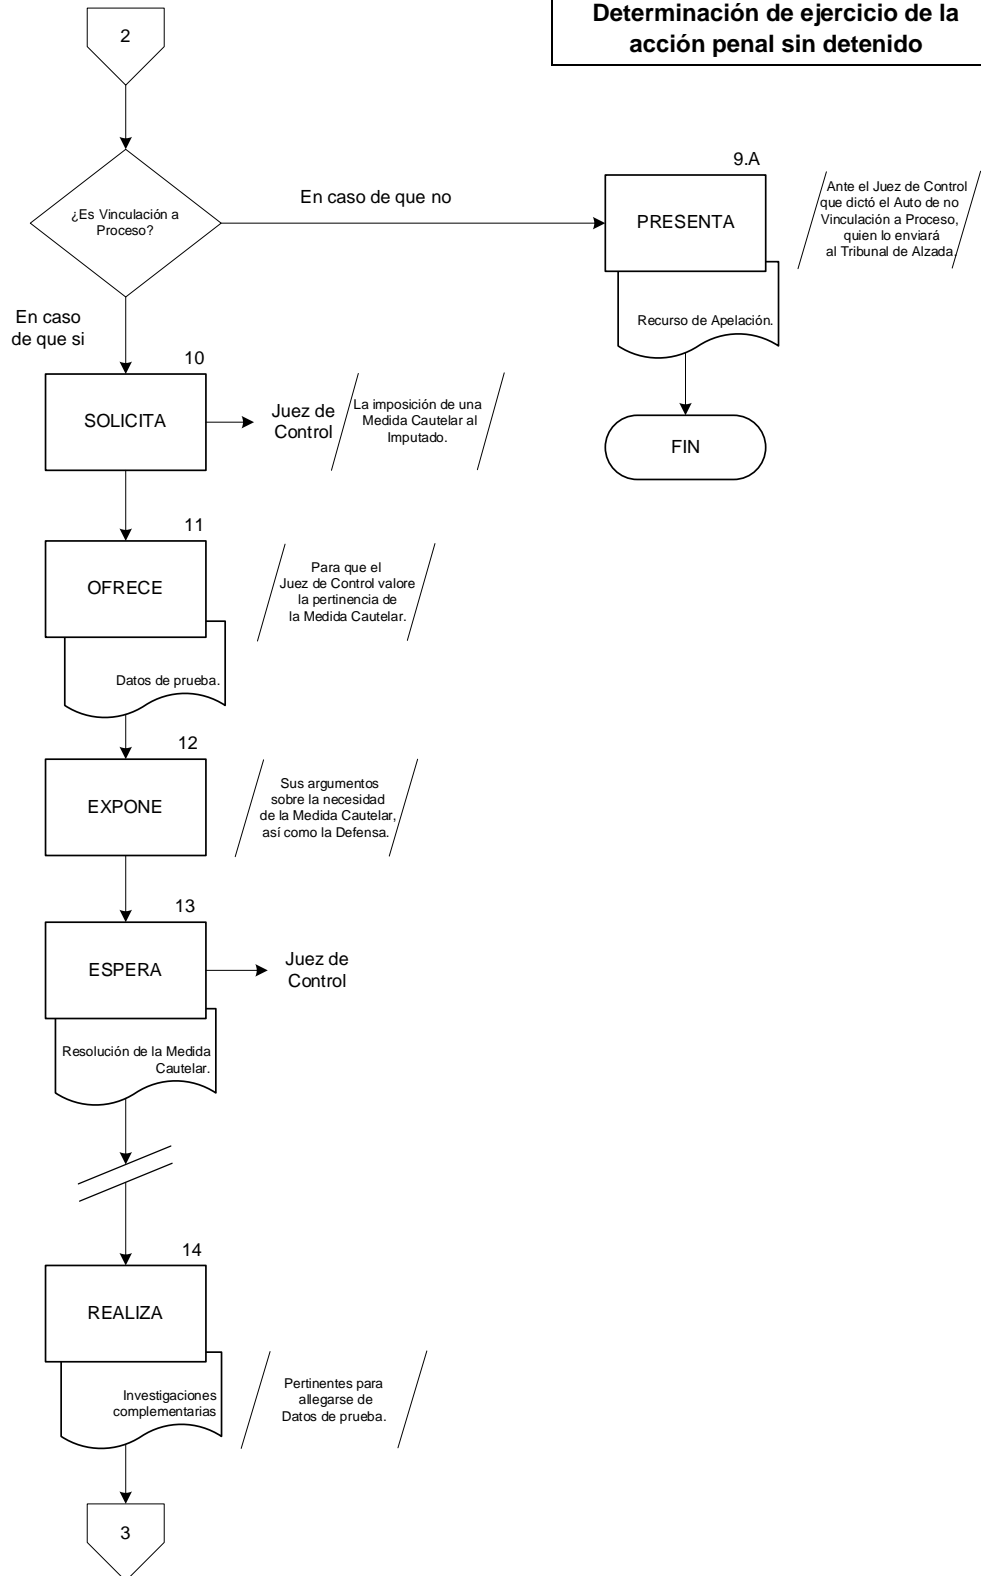 Determinación de ejercicio de la
acción penal sin detenido
2
¿Es Vinculación a
Proceso?
En caso de que no
9.A
PRESENTA
Ante el Juez de Control
que dictó el Auto de no
Vinculación a Proceso,
quien lo enviará
al Tribunal de Alzada.
Recurso de Apelación.
FIN
En caso
de que si
10
SOLICITA
Juez de
Control
La imposición de una
Medida Cautelar al
Imputado.
11
OFRECE
Para que el
Juez de Control valore
la pertinencia de
la Medida Cautelar.
Datos de prueba.
12
EXPONE
Sus argumentos
sobre la necesidad
de la Medida Cautelar,
así como la Defensa.
13
ESPERA
Juez de
Control
Resolución de la Medida
Cautelar.
14
REALIZA
Investigaciones
complementarias
Pertinentes para
allegarse de
Datos de prueba.
3